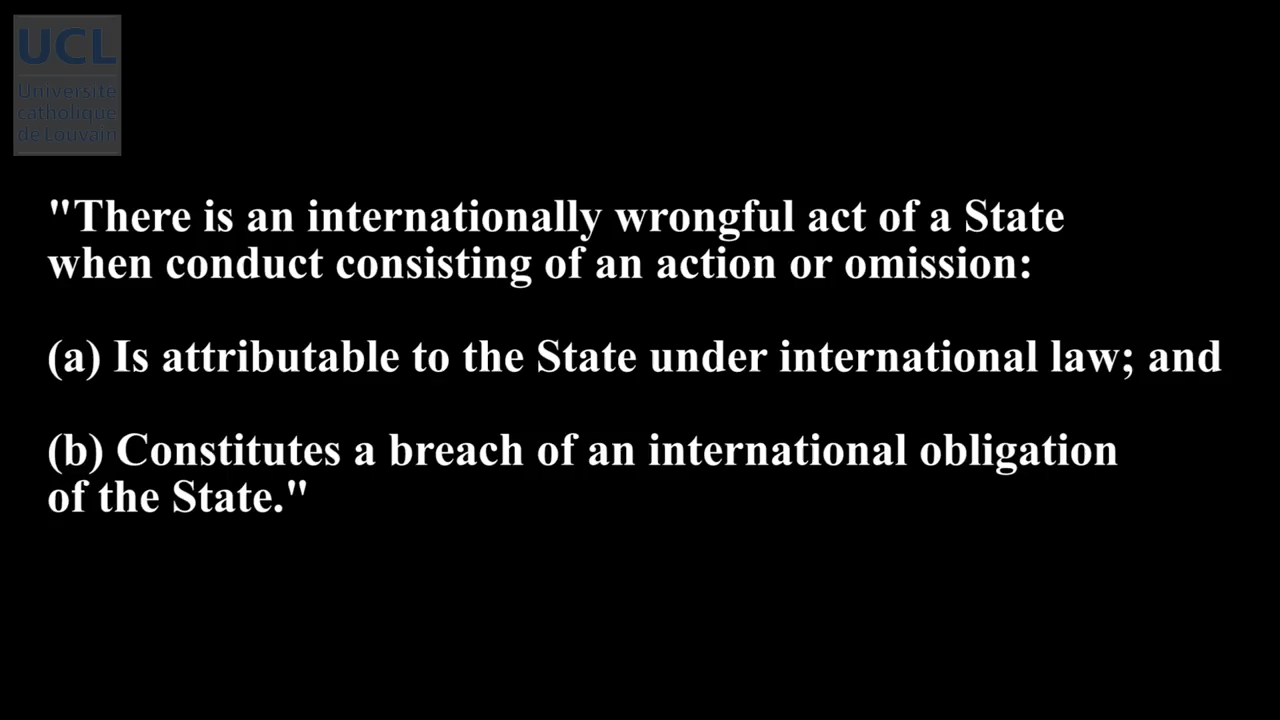 UCL
Université
catholique
de Louvain
"There is an internationally wrongful act of a State
when conduct consisting of an action or omission:
(a) Is attributable to the State under international law; and
(b) Constitutes a breach of an international obligation
of the State."